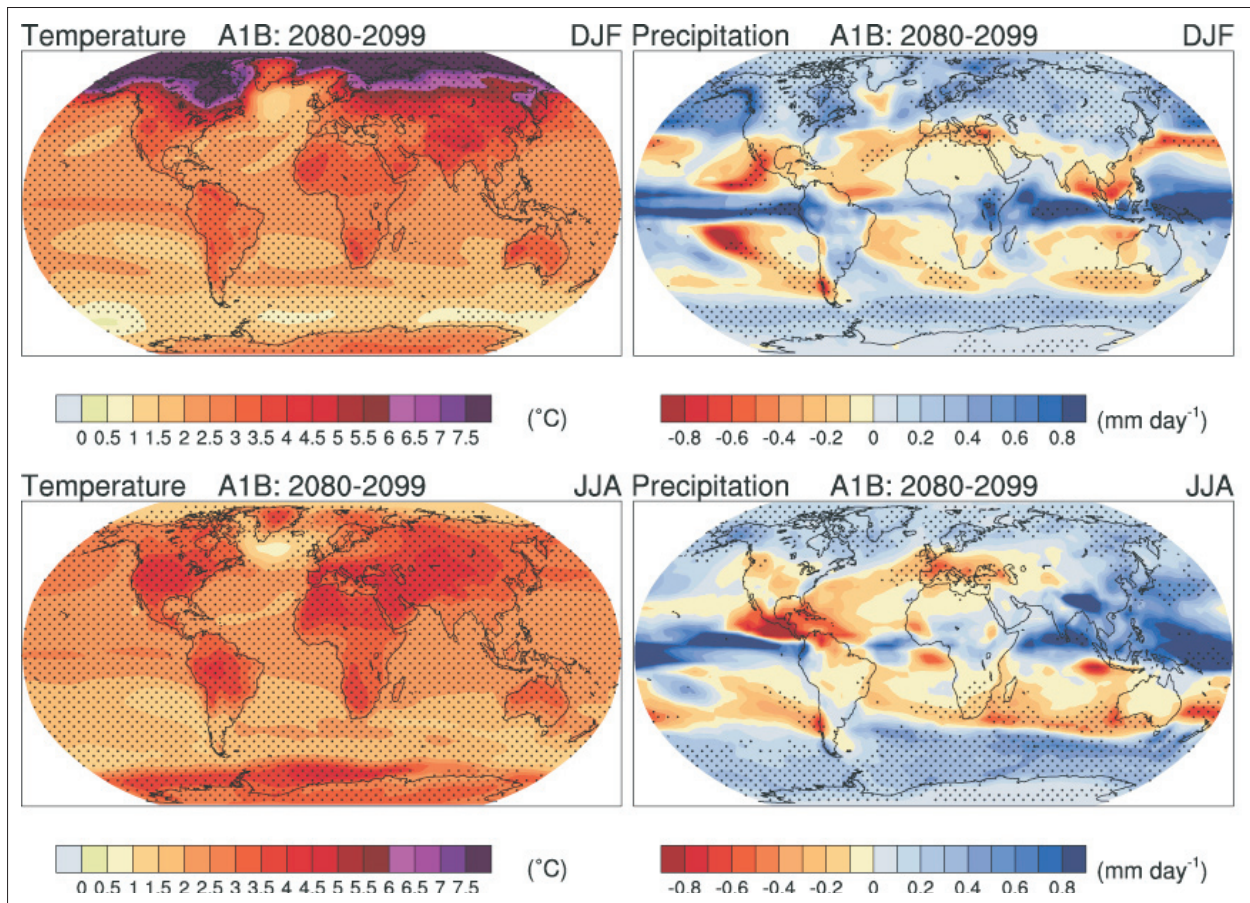 Temperature A1B: 2080-2099 DJF
Precipitation A1B: 2080-2099 DJF
0 0.5 1 1.5 2 2.5 3 3.5 4 4.5 5 5.5 6 6.5 7 7.5 (°C)
-0.8 -0.6 -0.4 -0.2 0 0.2 0.4 0.6 0.8 (mm day⁻¹)
Temperature A1B: 2080-2099 JJA
Precipitation A1B: 2080-2099 JJA
0 0.5 1 1.5 2 2.5 3 3.5 4 4.5 5 5.5 6 6.5 7 7.5 (°C)
-0.8 -0.6 -0.4 -0.2 0 0.2 0.4 0.6 0.8 (mm day⁻¹)